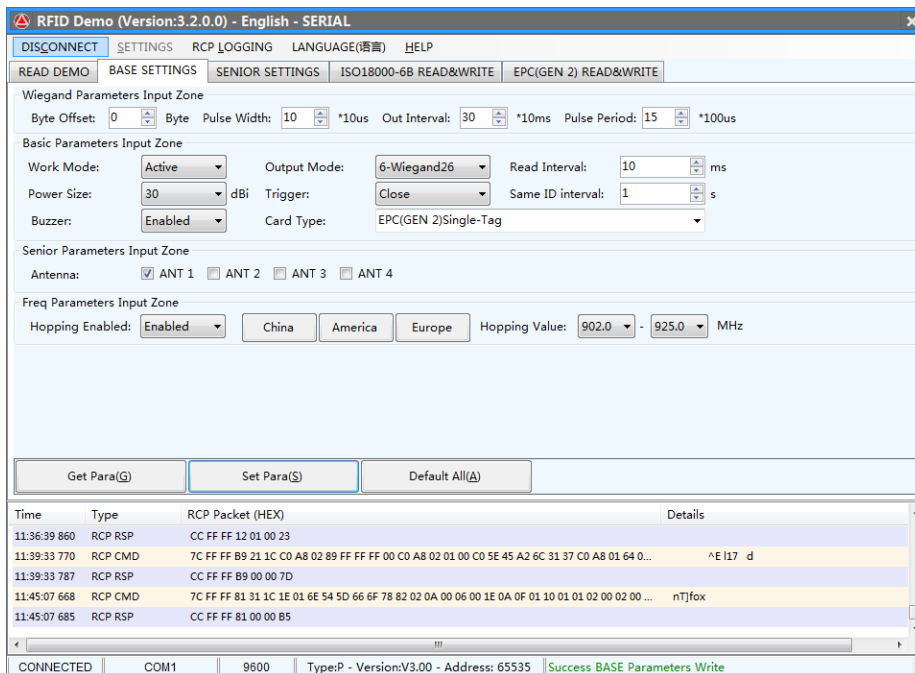 RFID Demo (Version:3.2.0.0) - English - SERIAL
DISCONNECT SETTINGS RCP LOGGING LANGUAGE(语言) HELP
READ DEMO BASE SETTINGS SENIOR SETTINGS ISO18000-6B READ&WRITE EPC(GEN 2) READ&WRITE
Wiegand Parameters Input Zone
Byte Offset: 0 Byte Pulse Width: 10 *10us Out Interval: 30 *10ms Pulse Period: 15 *100us
Basic Parameters Input Zone
Work Mode: Active Output Mode: 6-Wiegand26 Read Interval: 10 ms
Power Size: 30 dBi Trigger: Close Same ID interval: 1 s
Buzzer: Enabled Card Type: EPC(GEN 2)Single-Tag
Senior Parameters Input Zone
Antenna: ANT 1 ANT 2 ANT 3 ANT 4
Freq Parameters Input Zone
Hopping Enabled: Enabled China America Europe Hopping Value: 902.0 - 925.0 MHz
Get Para(G) Set Para(S) Default All(A)
Time Type RCP Packet (HEX) Details
11:36:39 860 RCP RSP CC FF FF 12 01 00 23
11:39:33 770 RCP CMD 7C FF FF B9 21 1C C0 A8 02 89 FF FF FF 00 C0 A8 02 01 00 C0 5E 45 A2 6C 31 37 C0 A8 01 64 0... ^E l17 d
11:39:33 787 RCP RSP CC FF FF B9 00 00 7D
11:45:07 668 RCP CMD 7C FF FF 81 31 1C 1E 01 6E 54 5D 66 6F 78 82 02 0A 00 06 00 1E 0A 0F 01 10 01 01 02 00 02 00 ... nT]fox
11:45:07 685 RCP RSP CC FF FF 81 00 00 B5
CONNECTED COM1 9600 Type:P - Version:V3.00 - Address: 65535 Success BASE Parameters Write